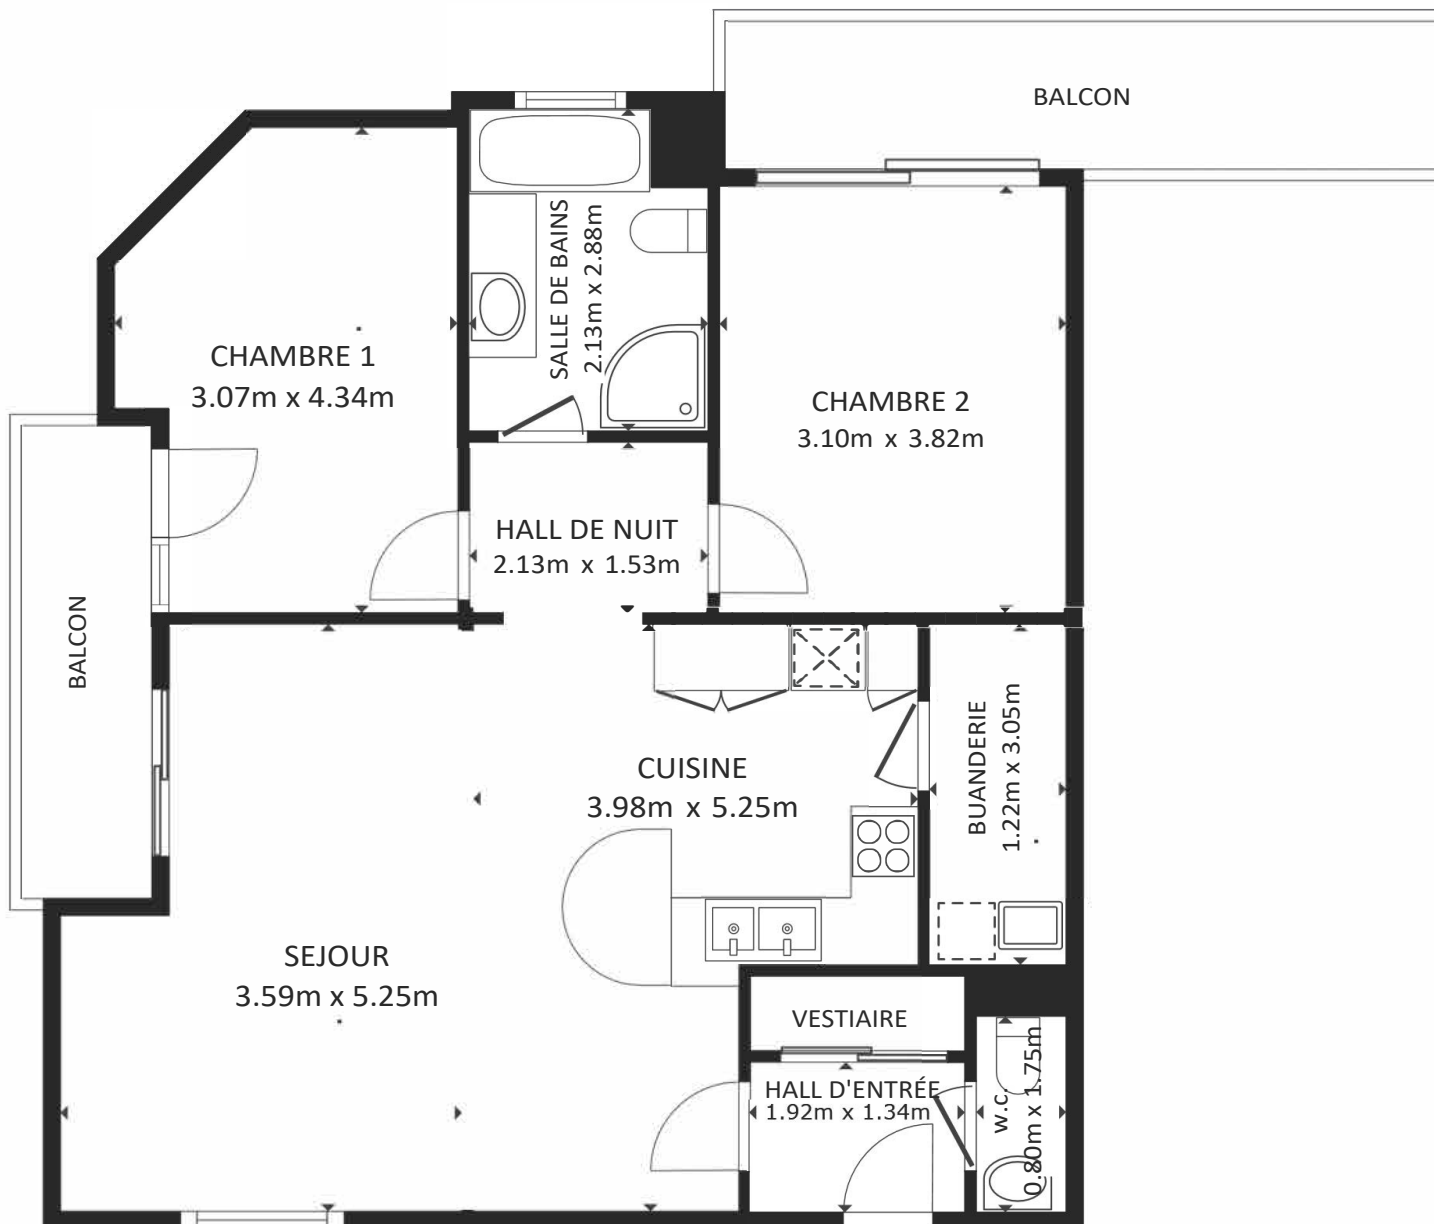 BALCON
SALLE DE BAINS
2.13m x 2.88m
CHAMBRE 1
3.07m x 4.34m
CHAMBRE 2
3.10m x 3.82m
HALL DE NUIT
2.13m x 1.53m
BALCON
CUISINE
3.98m x 5.25m
BUANDERIE
1.22m x 3.05m
SEJOUR
3.59m x 5.25m
VESTIAIRE
HALL D'ENTRÉE
1.92m x 1.34m
w.c.
0.80m x 1.75m